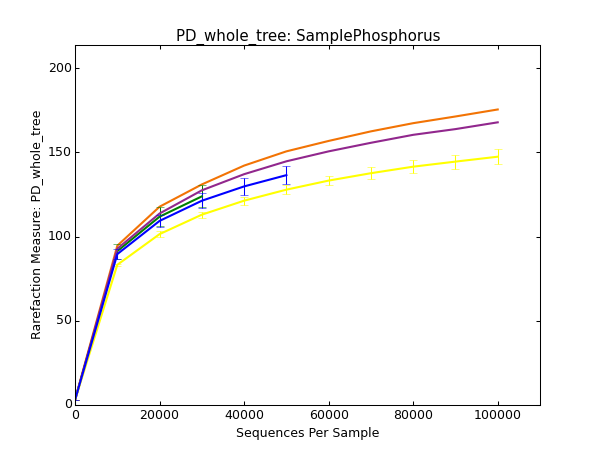 PD_whole_tree: SamplePhosphorus
Rarefaction Measure: PD_whole_tree
200
150
100
50
0
0 20000 40000 60000 80000 100000
Sequences Per Sample